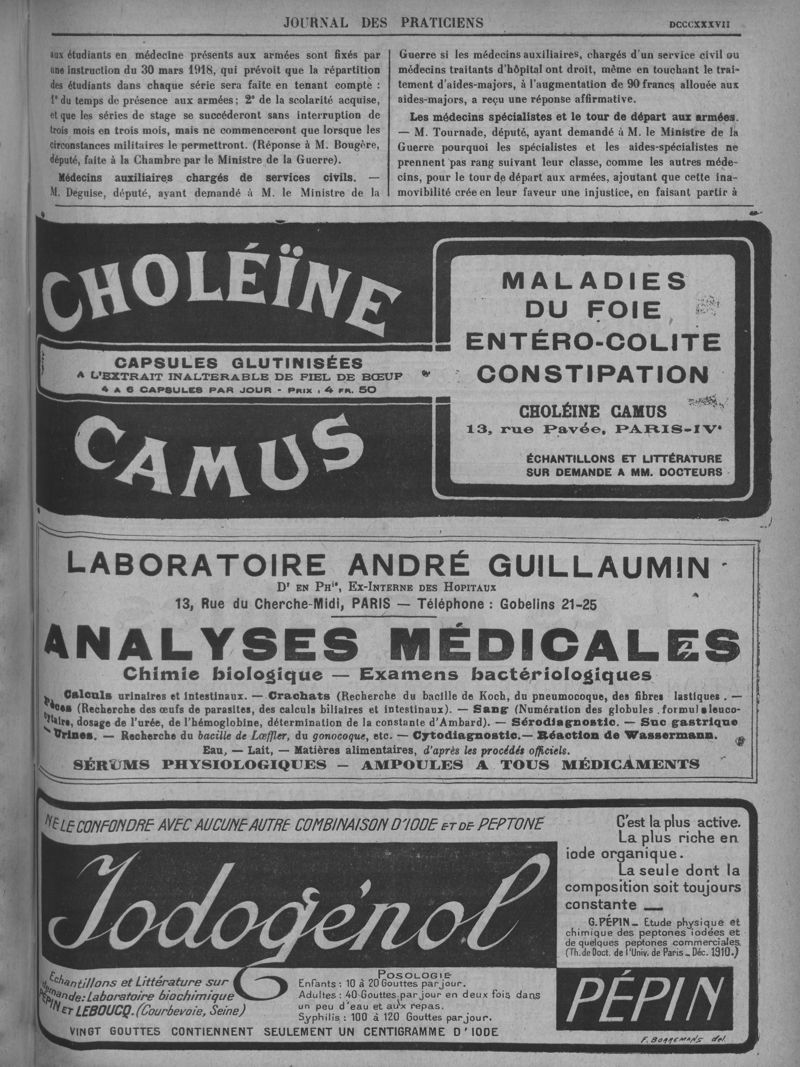 JOURNAL DES PRATICIENS
DCCCXXXVII
aux étudiants en médecine présents aux armées sont fixés par
une instruction du 30 mars 1918, qui prévoit que la répartition
des étudiants dans chaque série sera faite en tenant compte :
1° du temps de présence aux armées ; 2° de la scolarité acquise,
et que les séries de stage se succéderont sans interruption de
trois mois en trois mois, mais ne commenceront que lorsque les
circonstances militaires le permettront. (Réponse à M. Bougère,
député, faite à la Chambre par le Ministre de la Guerre).
Médecins auxiliaires chargés de services civils. —
M. Deguise, député, ayant demandé à M. le Ministre de la
Guerre si les médecins auxiliaires, chargés d'un service civil ou
médecins traitants d'hôpital ont droit, même en touchant le trai-
tement d'aides-majors, à l'augmentation de 90 francs allouée aux
aides-majors, a reçu une réponse affirmative.
Les médecins spécialistes et le tour de départ aux armées.
— M. Tournade, député, ayant demandé à M. le Ministre de la
Guerre pourquoi les spécialistes et les aides-spécialistes ne
prennent pas rang suivant leur classe, comme les autres méde-
cins, pour le tour de départ aux armées, ajoutant que cette ina-
movibilité crée en leur faveur une injustice, en faisant partir à
CHOLÉÏNE
CAPSULES GLUTINISÉES
A L'EXTRAIT INALTERABLE DE FIEL DE BŒUF
4 A 6 CAPSULES PAR JOUR - PRIX : 4 FR. 50
CAMUS
MALADIES
DU FOIE
ENTÉRO-COLITE
CONSTIPATION
CHOLÉINE CAMUS
13, rue Pavée, PARIS-IVe
ÉCHANTILLONS ET LITTÉRATURE
SUR DEMANDE A MM. DOCTEURS
LABORATOIRE ANDRÉ GUILLAUMIN
Dr EN Phie, EX-INTERNE DES HOPITAUX
13, Rue du Cherche-Midi, PARIS — Téléphone : Gobelins 21-25
ANALYSES MÉDICALES
Chimie biologique — Examens bactériologiques
Calculs urinaires et intestinaux. — Crachats (Recherche du bacille de Koch, du pneumocoque, des fibres lastiques. —
Fèces (Recherche des œufs de parasites, des calculs biliaires et intestinaux). — Sang (Numération des globules, formule leuco-
cytaire, dosage de l'urée, de l'hémoglobine, détermination de la constante d'Ambard). — Sérodiagnostic. — Suc gastrique
— Urines. — Recherche du bacille de Lœffler, du gonocoque, etc. — Cytodiagnostic. — Réaction de Wassermann.
Eau, — Lait, — Matières alimentaires, d'après les procédés officiels.
SÉRUMS PHYSIOLOGIQUES — AMPOULES A TOUS MÉDICAMENTS
NE LE CONFONDRE AVEC AUCUNE AUTRE COMBINAISON D'IODE ET DE PEPTONE
Iodogénol
C'est la plus active.
La plus riche en
iode organique.
La seule dont la
composition soit toujours
constante —
G. PÉPIN — Etude physique et
chimique des peptones iodées et
de quelques peptones commerciales
(Th. de Doct. de l'Univ. de Paris — Déc. 1910.)
Echantillons et Littérature sur
demande: Laboratoire biochimique
PÉPIN ET LEBOUCQ. (Courbevoie, Seine)
POSOLOGIE
Enfants : 10 à 20 Gouttes par jour.
Adultes : 40 Gouttes par jour en deux fois dans
un peu d'eau et aux repas.
Syphilis : 100 à 120 Gouttes par jour.
VINGT GOUTTES CONTIENNENT SEULEMENT UN CENTIGRAMME D'IODE
PÉPIN
F. BORREMANS del.